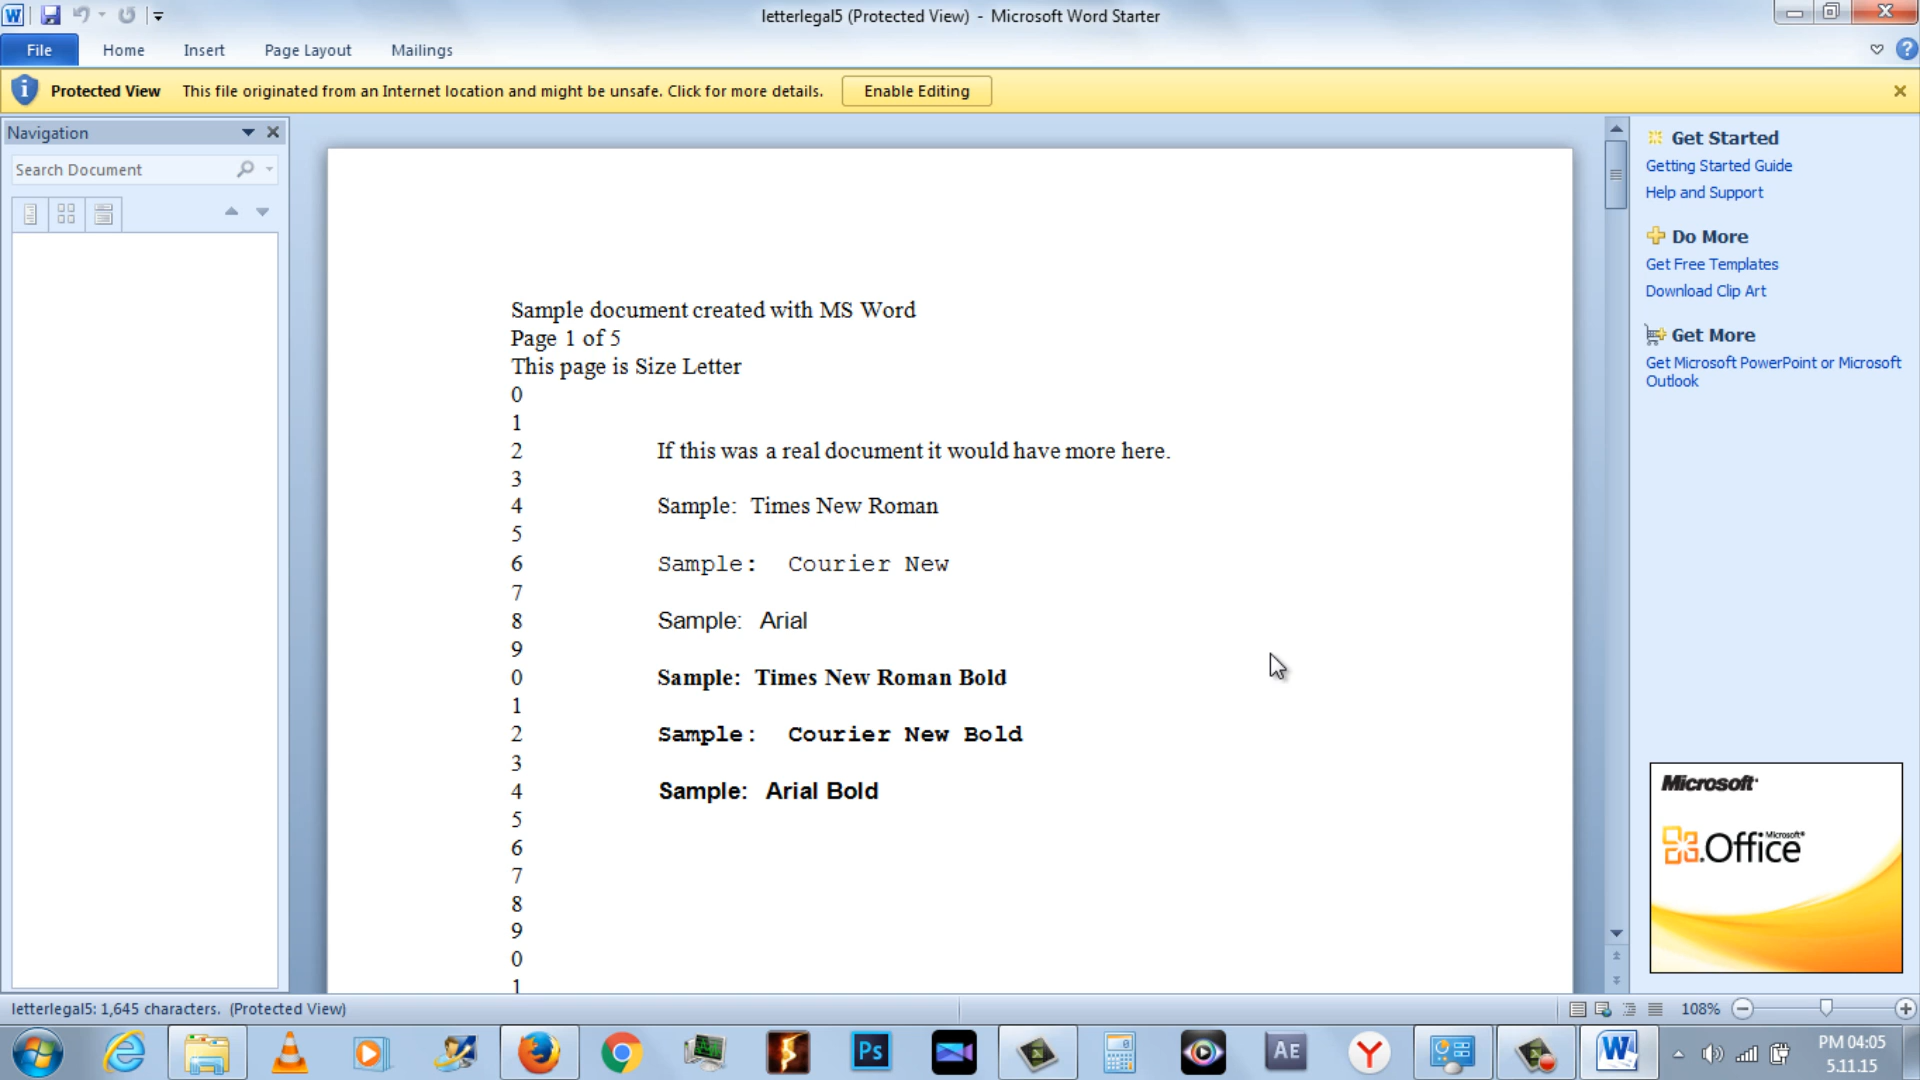 letterlegal5 (Protected View) - Microsoft Word Starter
File Home Insert Page Layout Mailings
Protected View This file originated from an Internet location and might be unsafe. Click for more details. Enable Editing
Navigation
Search Document
Sample document created with MS Word
Page 1 of 5
This page is Size Letter
0
1
2 If this was a real document it would have more here.
3
4 Sample: Times New Roman
5
6 Sample: Courier New
7
8 Sample: Arial
9
0 Sample: Times New Roman Bold
1
2 Sample: Courier New Bold
3
4 Sample: Arial Bold
5
6
7
8
9
0
1
Get Started
Getting Started Guide
Help and Support
Do More
Get Free Templates
Download Clip Art
Get More
Get Microsoft PowerPoint or Microsoft
Outlook
Microsoft
Microsoft
Office
letterlegal5: 1,645 characters. (Protected View)
108%
Ps
AE
PM 04:05
5.11.15